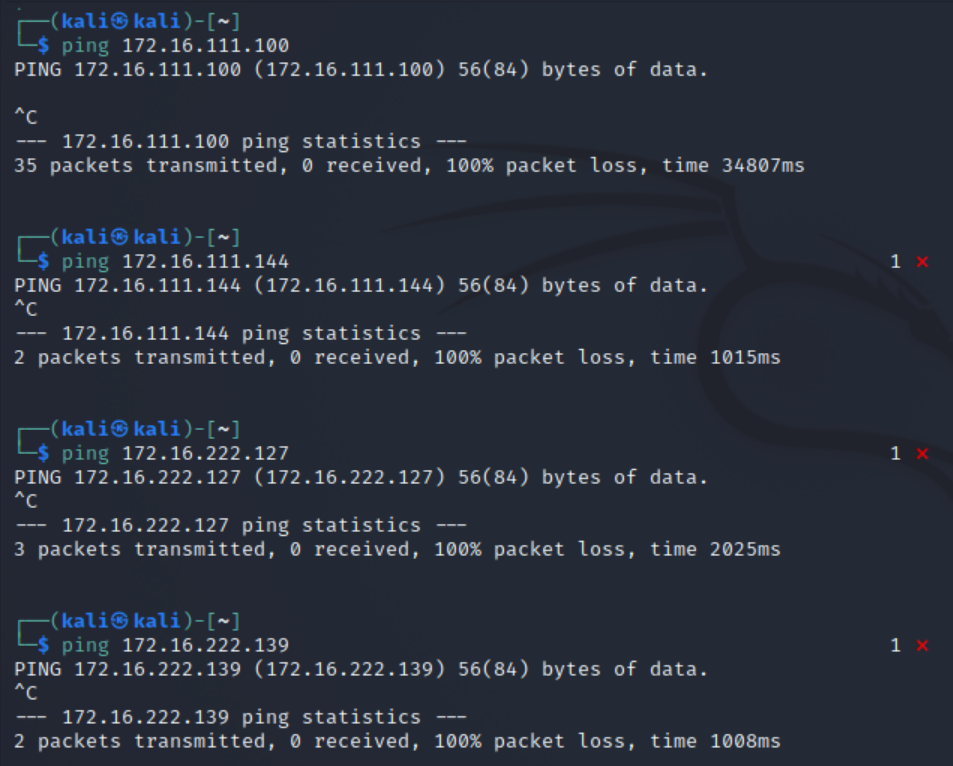 ┌──(kali㉿kali)-[~]
└─$ ping 172.16.111.100
PING 172.16.111.100 (172.16.111.100) 56(84) bytes of data.
^C
--- 172.16.111.100 ping statistics ---
35 packets transmitted, 0 received, 100% packet loss, time 34807ms
┌──(kali㉿kali)-[~]
└─$ ping 172.16.111.144 1 ⨯
PING 172.16.111.144 (172.16.111.144) 56(84) bytes of data.
^C
--- 172.16.111.144 ping statistics ---
2 packets transmitted, 0 received, 100% packet loss, time 1015ms
┌──(kali㉿kali)-[~]
└─$ ping 172.16.222.127 1 ⨯
PING 172.16.222.127 (172.16.222.127) 56(84) bytes of data.
^C
--- 172.16.222.127 ping statistics ---
3 packets transmitted, 0 received, 100% packet loss, time 2025ms
┌──(kali㉿kali)-[~]
└─$ ping 172.16.222.139 1 ⨯
PING 172.16.222.139 (172.16.222.139) 56(84) bytes of data.
^C
--- 172.16.222.139 ping statistics ---
2 packets transmitted, 0 received, 100% packet loss, time 1008ms